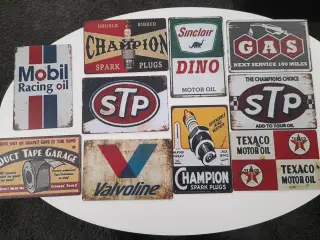 Mobil
Racing oil
DOUBLE RIBBED
CHAMPION
SPARK PLUGS
Sinclair
DINO
MOTOR OIL
GAS
NEXT SERVICE 100 MILES
STP
THE CHAMPIONS CHOICE
STP
ADD TO YOUR OIL
DUCT TAPE GARAGE
Valvoline
CHAMPION
SPARK PLUGS
TEXACO
MOTOR OIL
TEXACO
MOTOR OIL